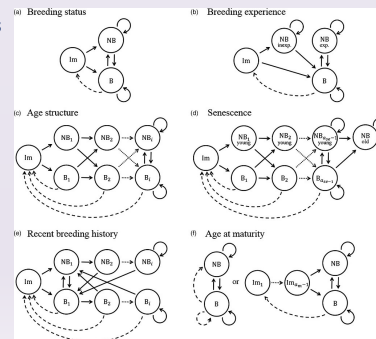 (a) Breeding status
NB
Im
B
(b) Breeding experience
NB
inexp.
NB
exp.
Im
B
(c) Age structure
NB₁
NB₂
NBᵢ
Im
B₁
B₂
Bᵢ
(d) Senescence
NB₁
young
NB₂
young
young
NB
old
Im
B₁
B₂
(e) Recent breeding history
Im
NB₁
NB₂
NBᵢ
B₁
B₂
Bᵢ
(f) Age at maturity
NB
B
or
Im₁
NB
B